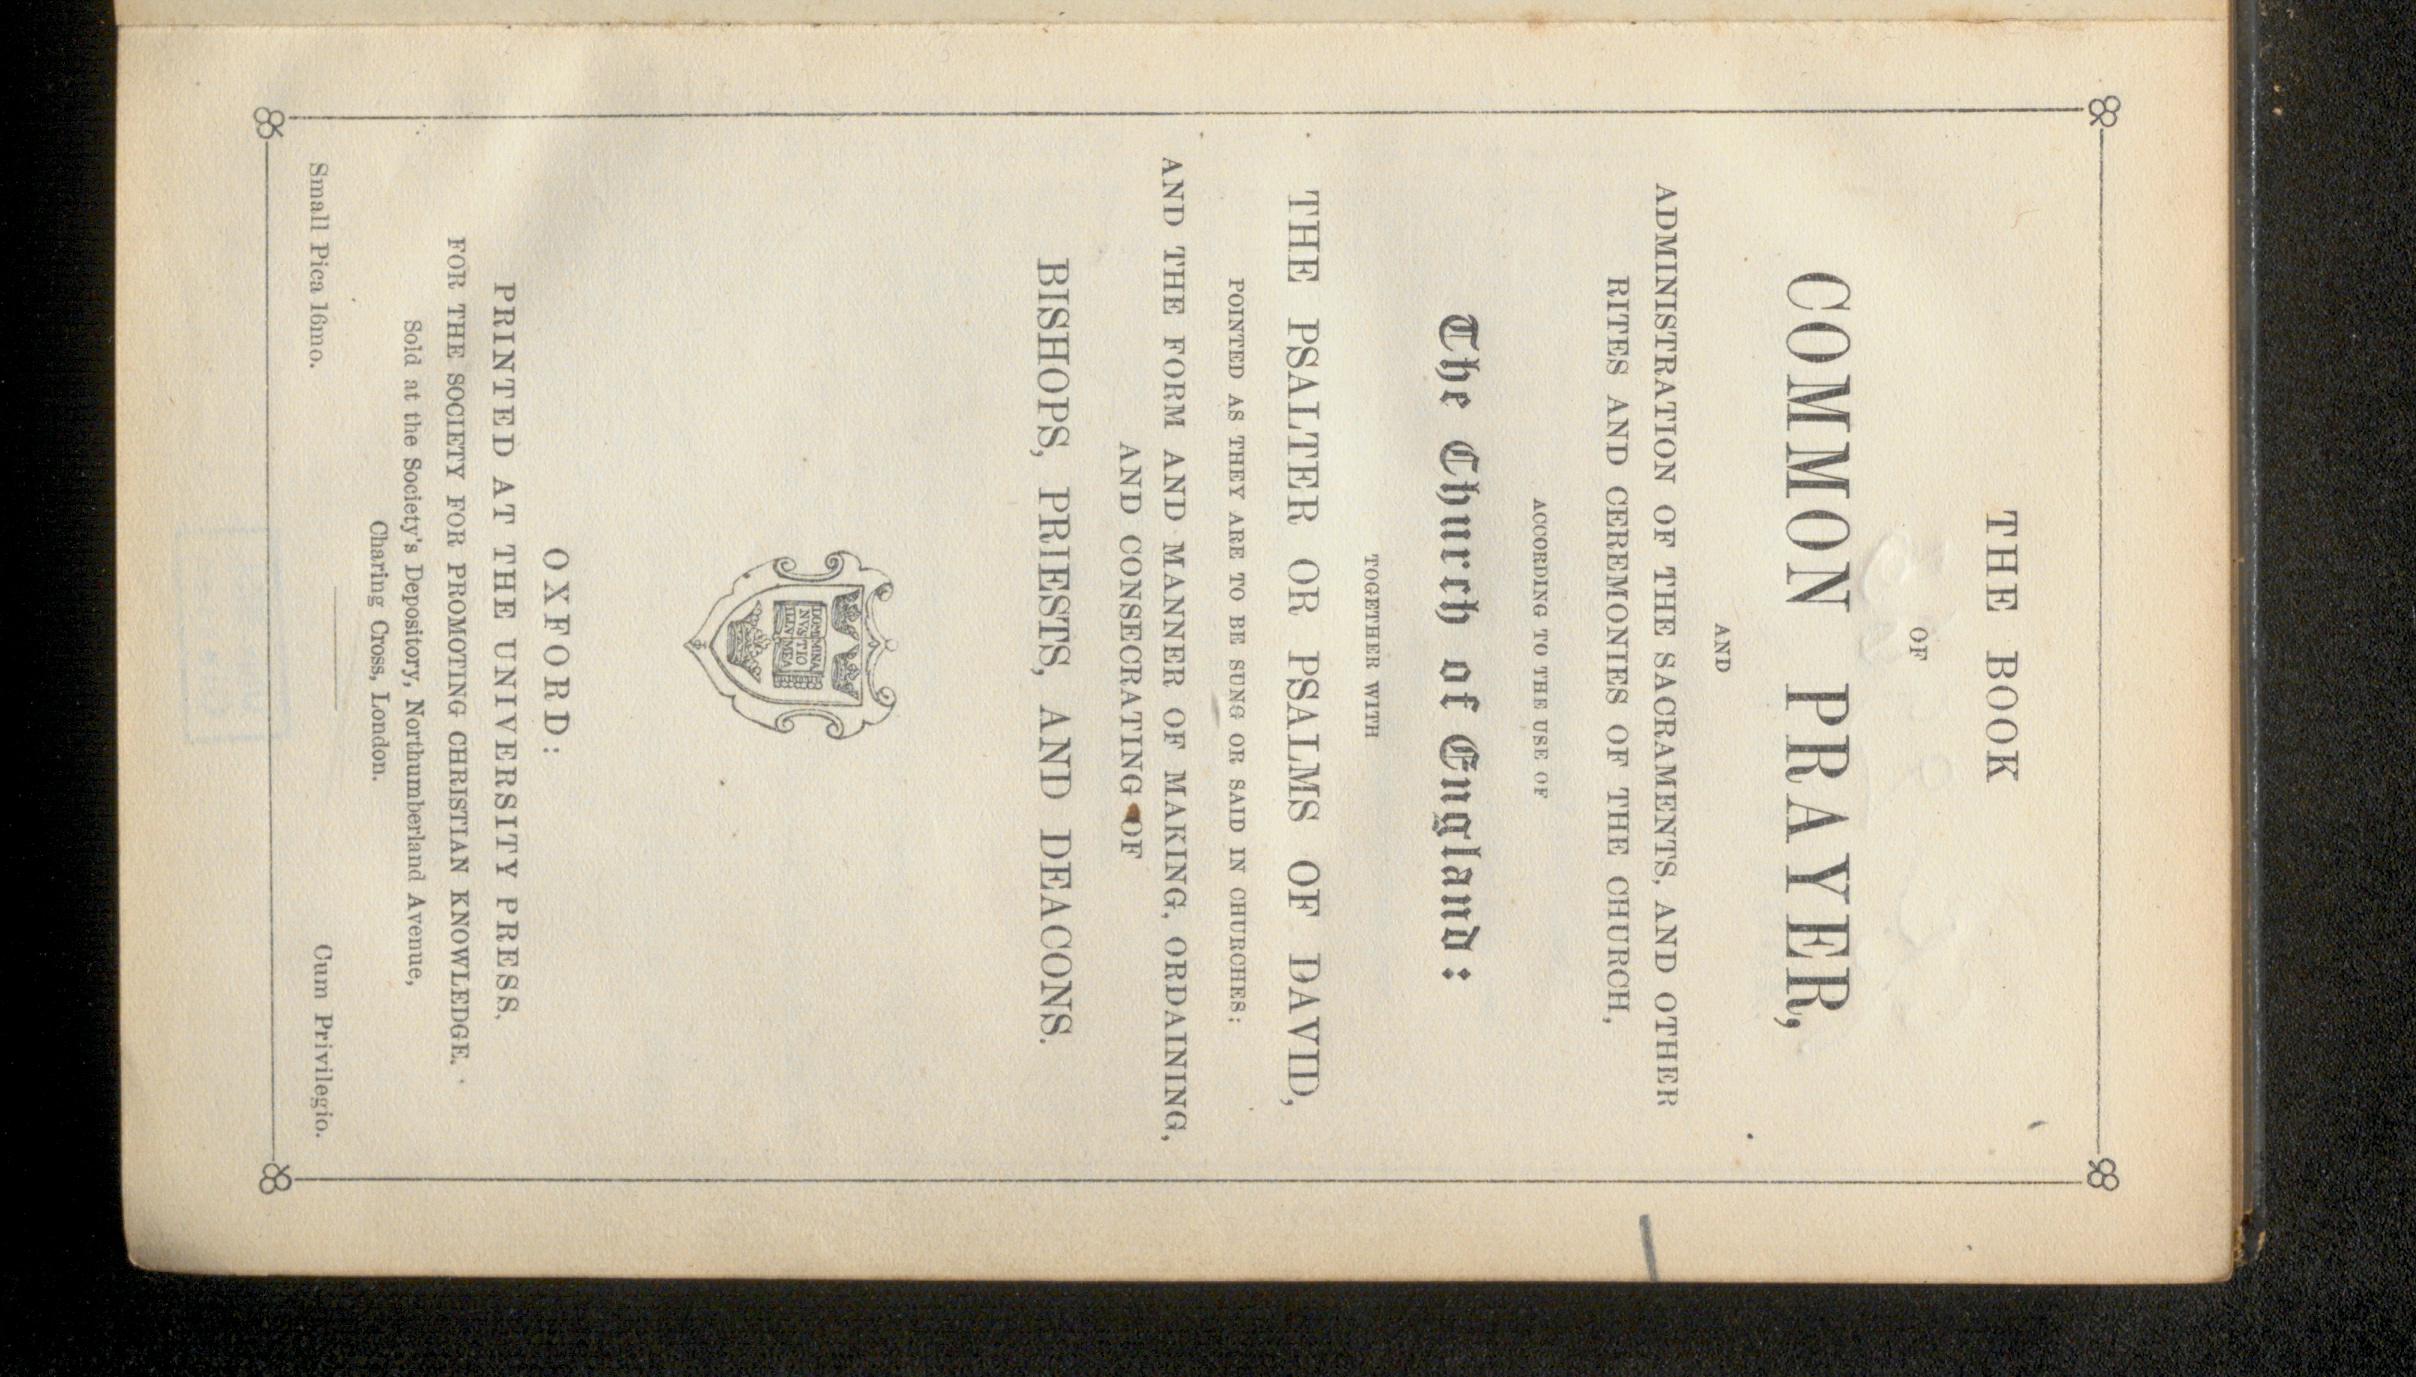 THE BOOK
OF
COMMON PRAYER,
AND
ADMINISTRATION OF THE SACRAMENTS, AND OTHER
RITES AND CEREMONIES OF THE CHURCH,
ACCORDING TO THE USE OF
The Church of England:
TOGETHER WITH
THE PSALTER OR PSALMS OF DAVID,
POINTED AS THEY ARE TO BE SUNG OR SAID IN CHURCHES;
AND THE FORM AND MANNER OF MAKING, ORDAINING,
AND CONSECRATING OF
BISHOPS, PRIESTS, AND DEACONS.
DOMINA
NVSTIO
ILLVMEA
OXFORD:
PRINTED AT THE UNIVERSITY PRESS,
FOR THE SOCIETY FOR PROMOTING CHRISTIAN KNOWLEDGE.
Sold at the Society's Depository, Northumberland Avenue,
Charing Cross, London.
Small Pica 16mo. Cum Privilegio.